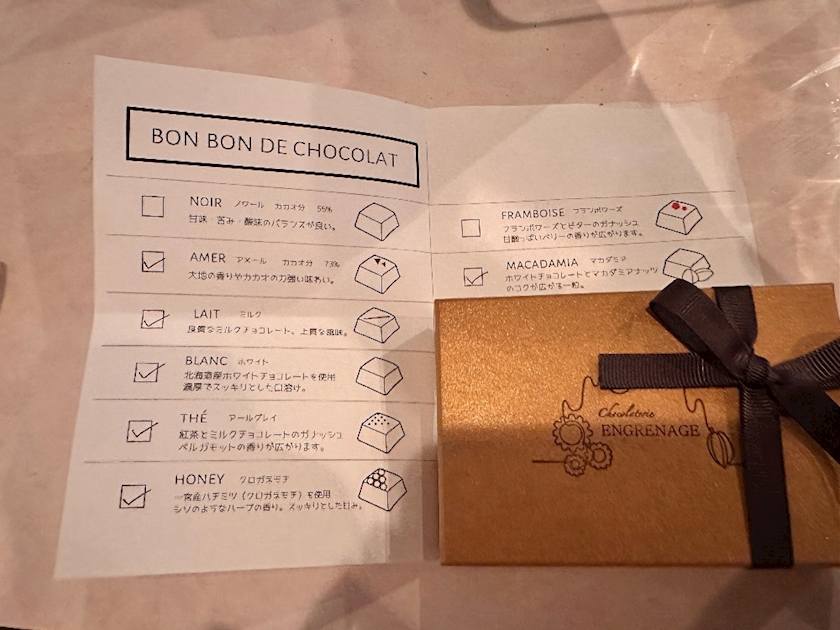 BON BON DE CHOCOLAT
NOIR ノワール カカオ分 55%
甘味・苦み・酸味のバランスが良い。
AMER アメール カカオ分 73%
大地の香りやカカオの力強い味わい。
LAIT ミルク
良質なミルクチョコレート、上質な風味。
BLANC ホワイト
北海道産ホワイトチョコレートを使用
濃厚でスッキリとした口溶け。
THÉ アールグレイ
紅茶とミルクチョコレートのガナッシュ
ベルガモットの香りが広がります。
HONEY クロガネモチ
一宮産ハチミツ(クロガネモチ)を使用
シソのようなハーブの香り。スッキリとした甘み。
FRAMBOISE フランボワーズ
フランボワーズとビターのガナッシュ
甘酸っぱいベリーの香りが広がります。
MACADAMIA マカダミア
ホワイトチョコレートとマカダミアナッツ
のコクが広がる一粒。
Chocolaterie
ENGRENAGE